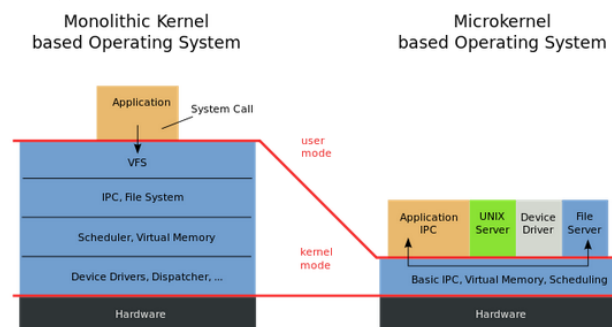 Monolithic Kernel
based Operating System
Microkernel
based Operating System
Application
System Call
user
mode
VFS
IPC, File System
Scheduler, Virtual Memory
kernel
mode
Device Drivers, Dispatcher, ...
Hardware
Application
IPC
UNIX
Server
Device
Driver
File
Server
Basic IPC, Virtual Memory, Scheduling
Hardware